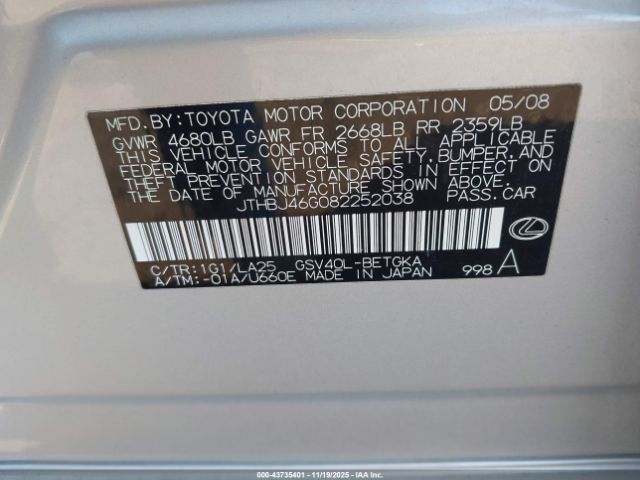 MFD. BY: TOYOTA MOTOR CORPORATION 05/08
GVWR 4680LB GAWR FR 2668LB RR 2359LB
THIS VEHICLE CONFORMS TO ALL APPLICABLE
FEDERAL MOTOR VEHICLE SAFETY, BUMPER, AND
THEFT PREVENTION STANDARDS IN EFFECT ON
THE DATE OF MANUFACTURE SHOWN ABOVE.
JTHBJ46G082252038 PASS. CAR
C/TR: 1G1/LA25 GSV40L-BETGKA
A/TM: -01A/U660E MADE IN JAPAN 998 A
000-43735401 - 11/19/2025 - IAA Inc.